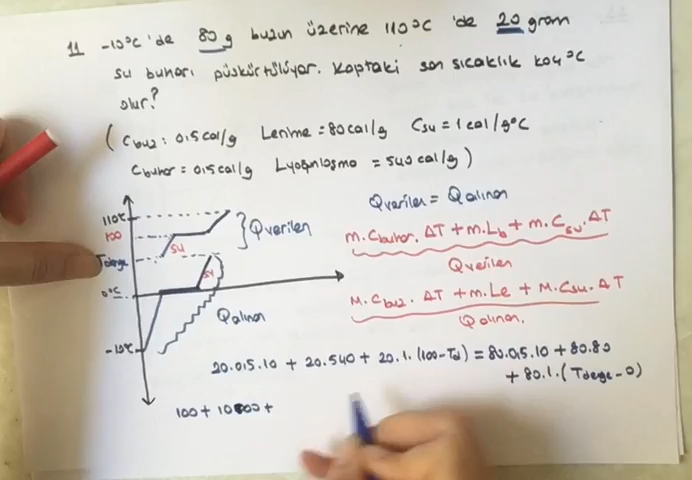 11 -10°C 'de 80 g buzun üzerine 110°C 'de 20 gram
su buharı püskürtülüyor. Kaptaki son sıcaklık kaç °C
olur?
( Cbuz : 0,5 cal/g Lerime = 80 cal/g Csu = 1 cal/g°C
Cbuhar = 0,5 cal/g Lyoğunlaşma = 540 cal/g )
Qverilen = Qalınan
110°C
100
Tdenge
0°C
-10°C
su
su
Qverilen
Qalınan
m.Cbuhar.ΔT + m.Lb + m.Csu.ΔT
Qverilen
m.Cbuz.ΔT + m.Le + m.Csu.ΔT
Qalınan.
20.0,5.10 + 20.540 + 20.1.(100-Td) = 80.0,5.10 + 80.80
+ 80.1.(Tdenge-0)
100 +